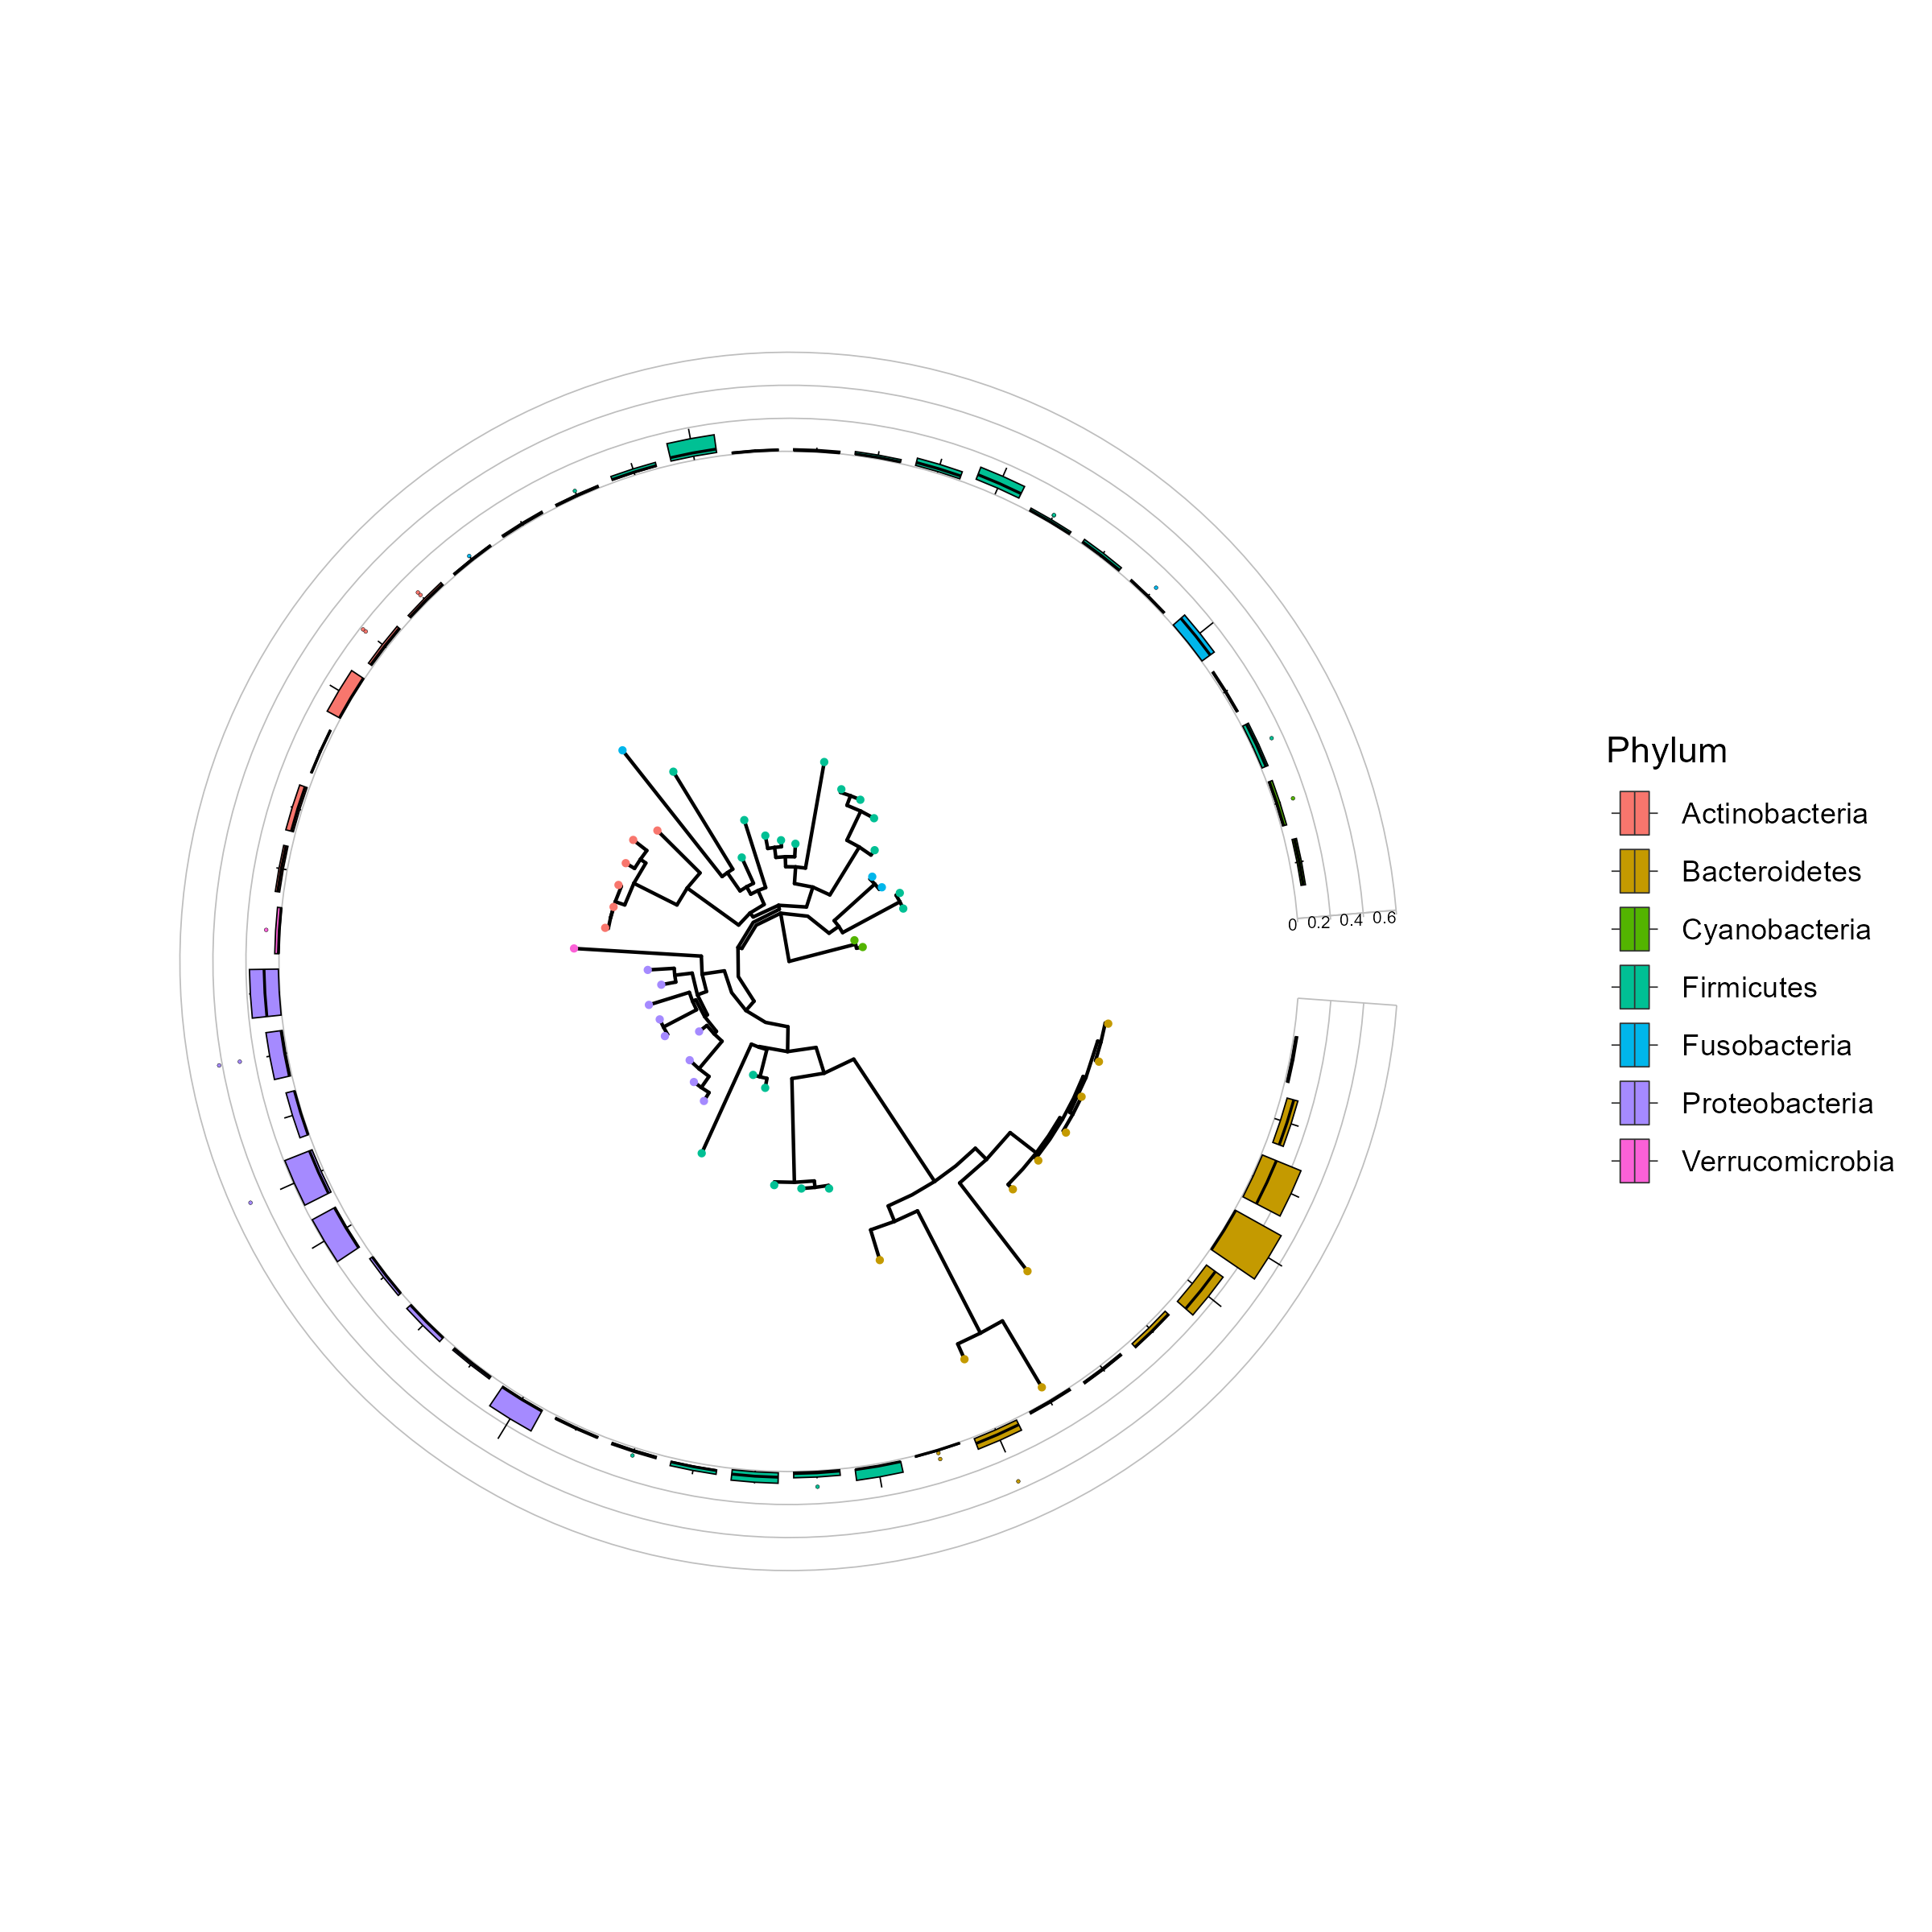 Phylum
Actinobacteria
Bacteroidetes
Cyanobacteria
Firmicutes
Fusobacteria
Proteobacteria
Verrucomicrobia
0 0.2 0.4 0.6